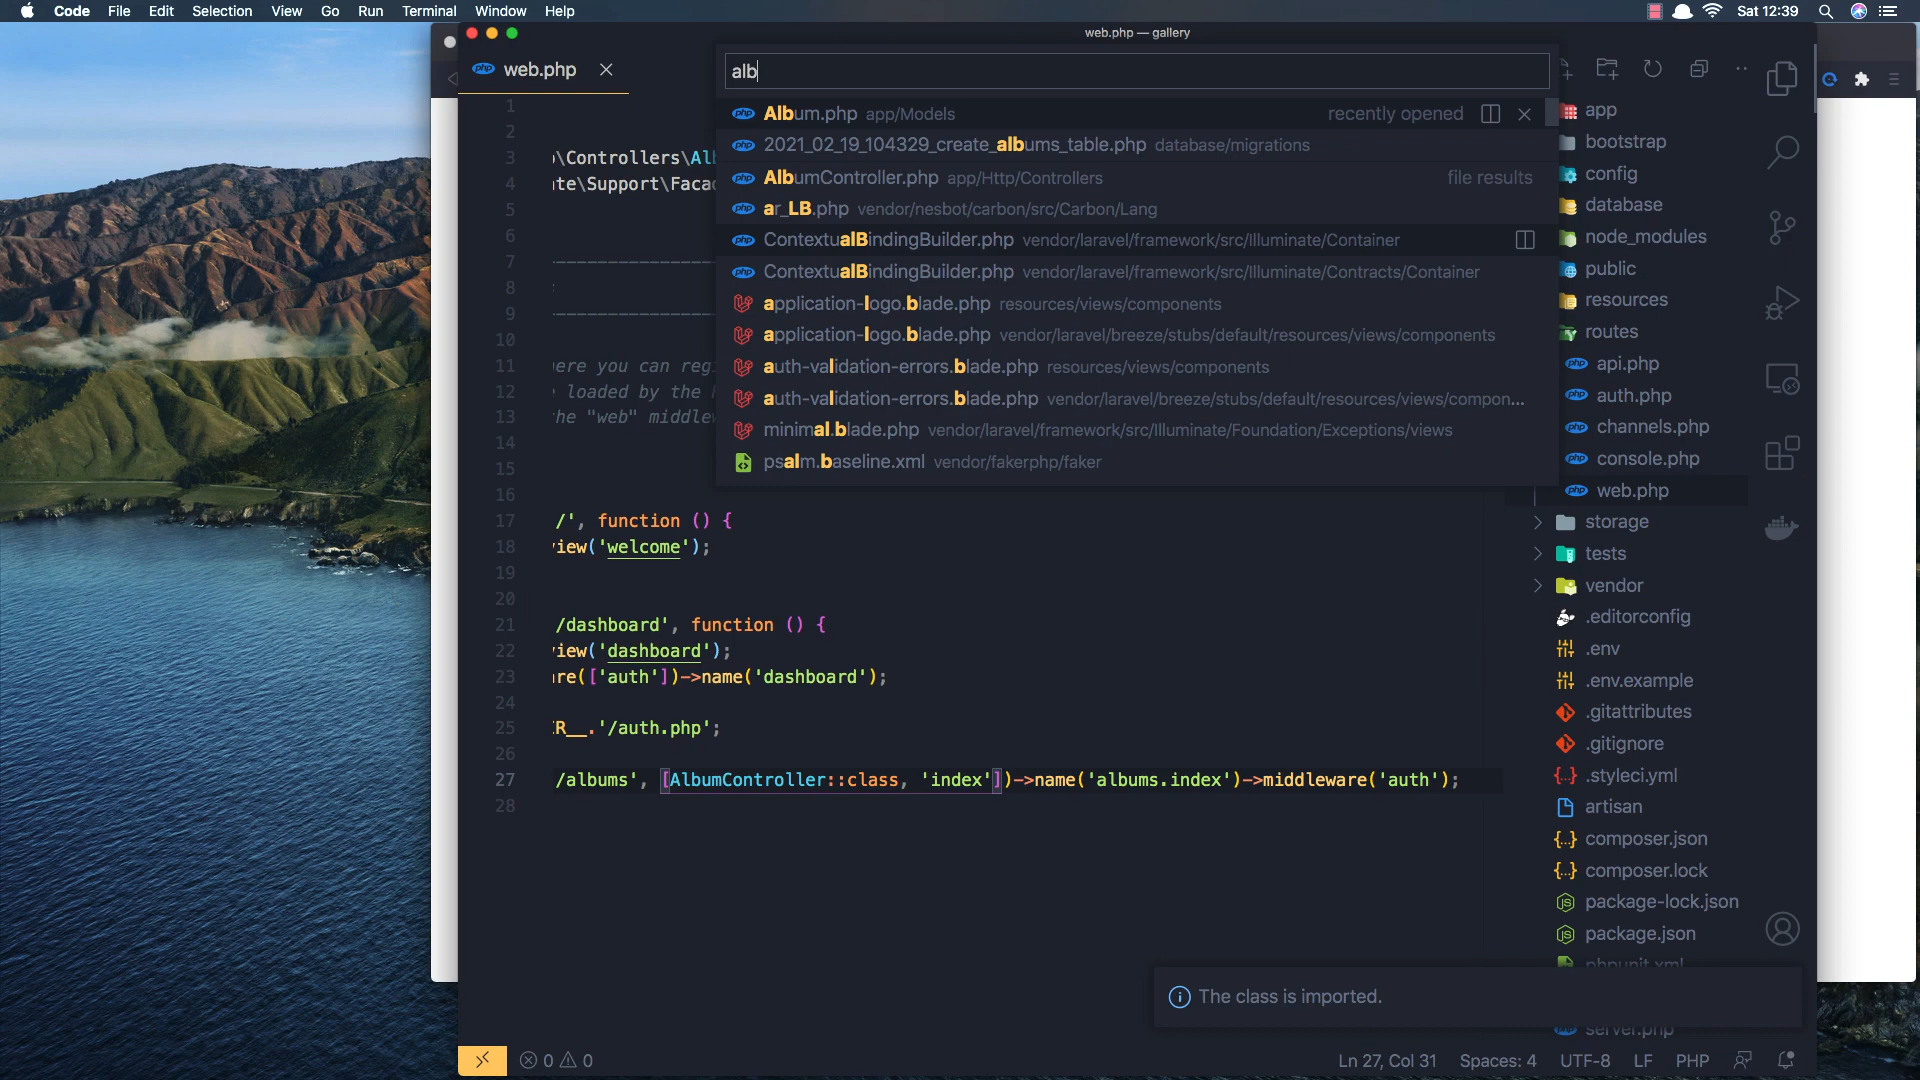 Code File Edit Selection View Go Run Terminal Window Help
Sat 12:39
web.php — gallery
web.php
alb
Album.php app/Models recently opened
2021_02_19_104329_create_albums_table.php database/migrations
AlbumController.php app/Http/Controllers file results
ar_LB.php vendor/nesbot/carbon/src/Carbon/Lang
ContextualBindingBuilder.php vendor/laravel/framework/src/Illuminate/Container
ContextualBindingBuilder.php vendor/laravel/framework/src/Illuminate/Contracts/Container
application-logo.blade.php resources/views/components
application-logo.blade.php vendor/laravel/breeze/stubs/default/resources/views/components
auth-validation-errors.blade.php resources/views/components
auth-validation-errors.blade.php vendor/laravel/breeze/stubs/default/resources/views/compon...
minimal.blade.php vendor/laravel/framework/src/Illuminate/Foundation/Exceptions/views
psalm.baseline.xml vendor/fakerphp/faker
1
2
3 \Controllers\Alb
4 te\Support\Faca
5
6
7
8
9
10
11 ere you can reg
12 loaded by the
13 he "web" middlew
14
15
16
17 /', function () {
18 iew('welcome');
19
20
21 /dashboard', function () {
22 iew('dashboard');
23 re(['auth'])->name('dashboard');
24
25 R__.'/auth.php';
26
27 /albums', [AlbumController::class, 'index'])->name('albums.index')->middleware('auth');
28
app
bootstrap
config
database
node_modules
public
resources
routes
api.php
auth.php
channels.php
console.php
web.php
storage
tests
vendor
.editorconfig
.env
.env.example
.gitattributes
.gitignore
.styleci.yml
artisan
composer.json
composer.lock
package-lock.json
package.json
phpunit.xml
server.php
The class is imported.
0 0 Ln 27, Col 31 Spaces: 4 UTF-8 LF PHP